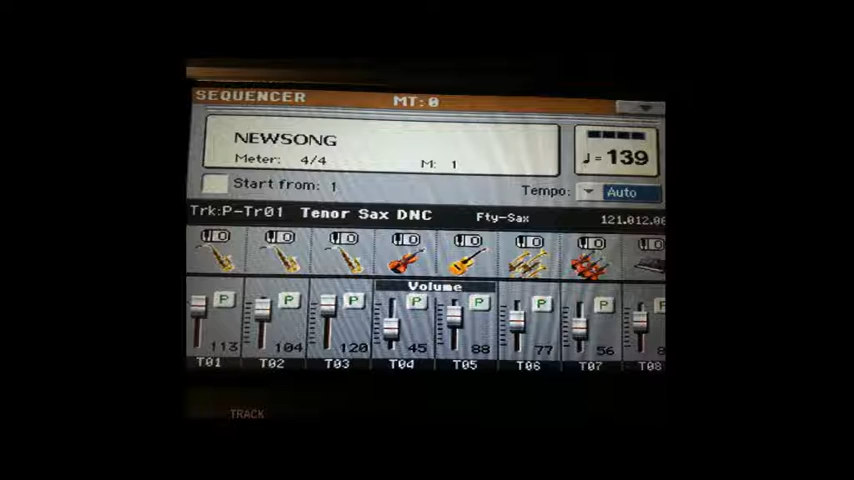 SEQUENCER MT:0
NEWSONG
Meter: 4/4 M: 1
♩= 139
Start from: 1 Tempo: Auto
Trk:P-Tr01 Tenor Sax DNC Fty-Sax 121.012.06
Volume
P P P P P P P P
113 104 120 45 88 77 56 8
T01 T02 T03 T04 T05 T06 T07 T08
TRACK